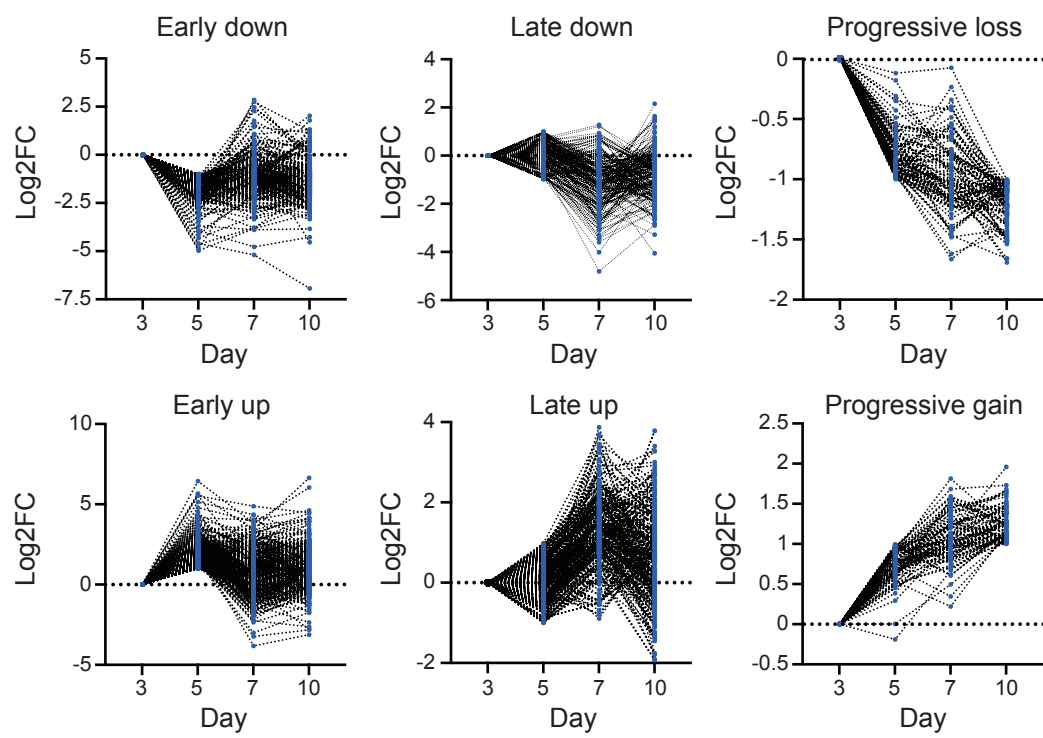 Early down
Late down
Progressive loss
5
2.5
0
-2.5
-5
-7.5
Log2FC
3 5 7 10
Day
4
2
0
-2
-4
-6
Log2FC
3 5 7 10
Day
0
-0.5
-1
-1.5
-2
Log2FC
3 5 7 10
Day
Early up
Late up
Progressive gain
10
5
0
-5
Log2FC
3 5 7 10
Day
4
2
0
-2
Log2FC
3 5 7 10
Day
2.5
2
1.5
1
0.5
0
-0.5
Log2FC
3 5 7 10
Day